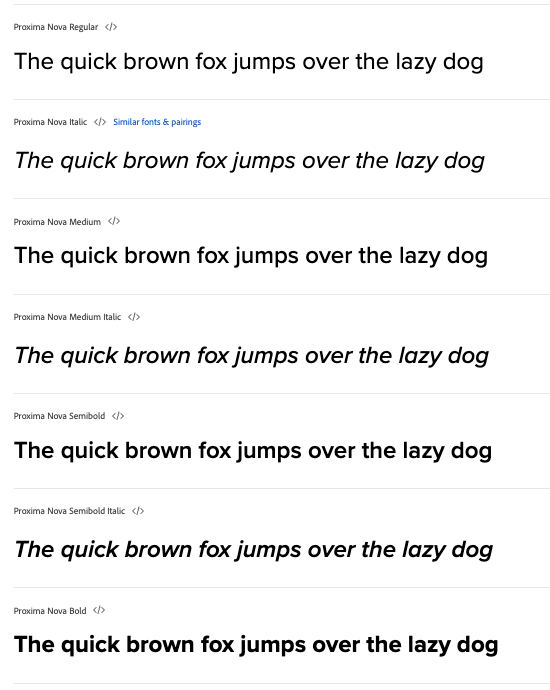 Proxima Nova Regular </>
The quick brown fox jumps over the lazy dog
Proxima Nova Italic </> Similar fonts & pairings
The quick brown fox jumps over the lazy dog
Proxima Nova Medium </>
The quick brown fox jumps over the lazy dog
Proxima Nova Medium Italic </>
The quick brown fox jumps over the lazy dog
Proxima Nova Semibold </>
The quick brown fox jumps over the lazy dog
Proxima Nova Semibold Italic </>
The quick brown fox jumps over the lazy dog
Proxima Nova Bold </>
The quick brown fox jumps over the lazy dog